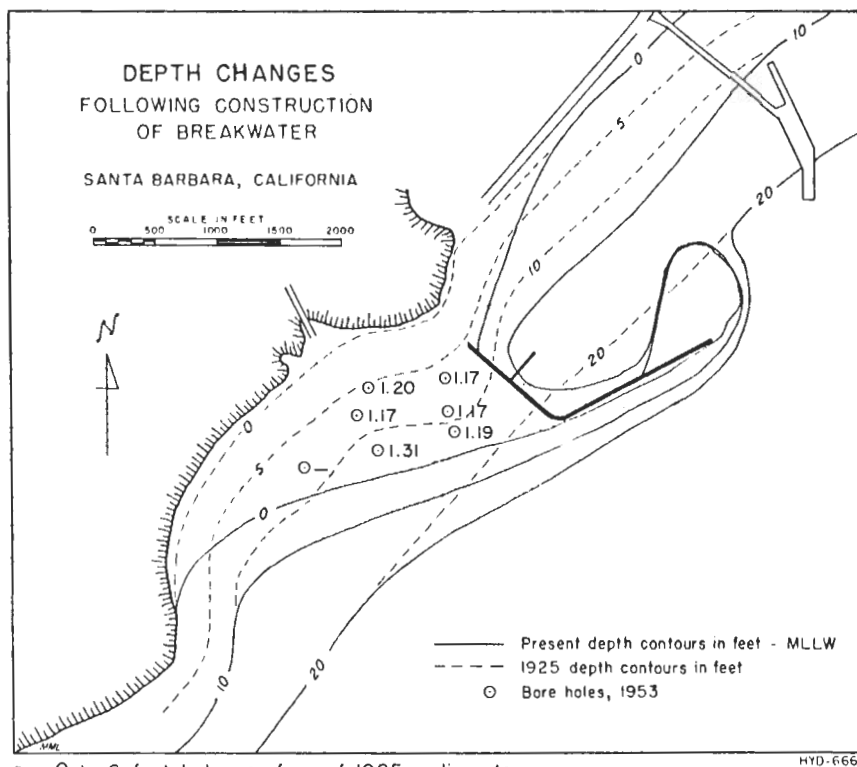 DEPTH CHANGES
FOLLOWING CONSTRUCTION
OF BREAKWATER
SANTA BARBARA, CALIFORNIA
SCALE IN FEET
0 500 1000 1500 2000
N
0
10
5
20
10
20
1.17
1.20
1.17
1.17
1.19
1.31
0
5
0
10
20
Present depth contours in feet - MLLW
1925 depth contours in feet
Bore holes, 1953
HYD-666